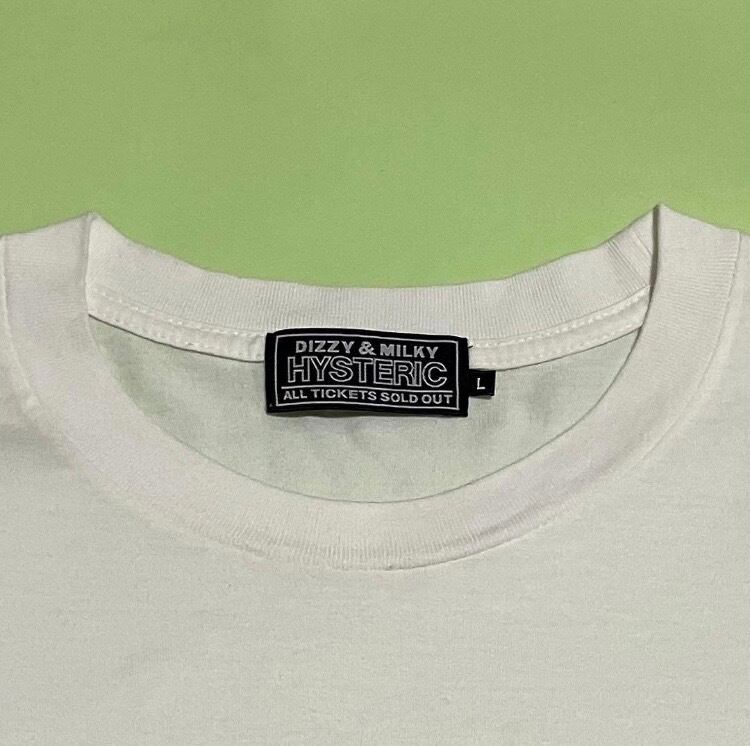 DIZZY & MILKY
HYSTERIC
ALL TICKETS SOLD OUT
L